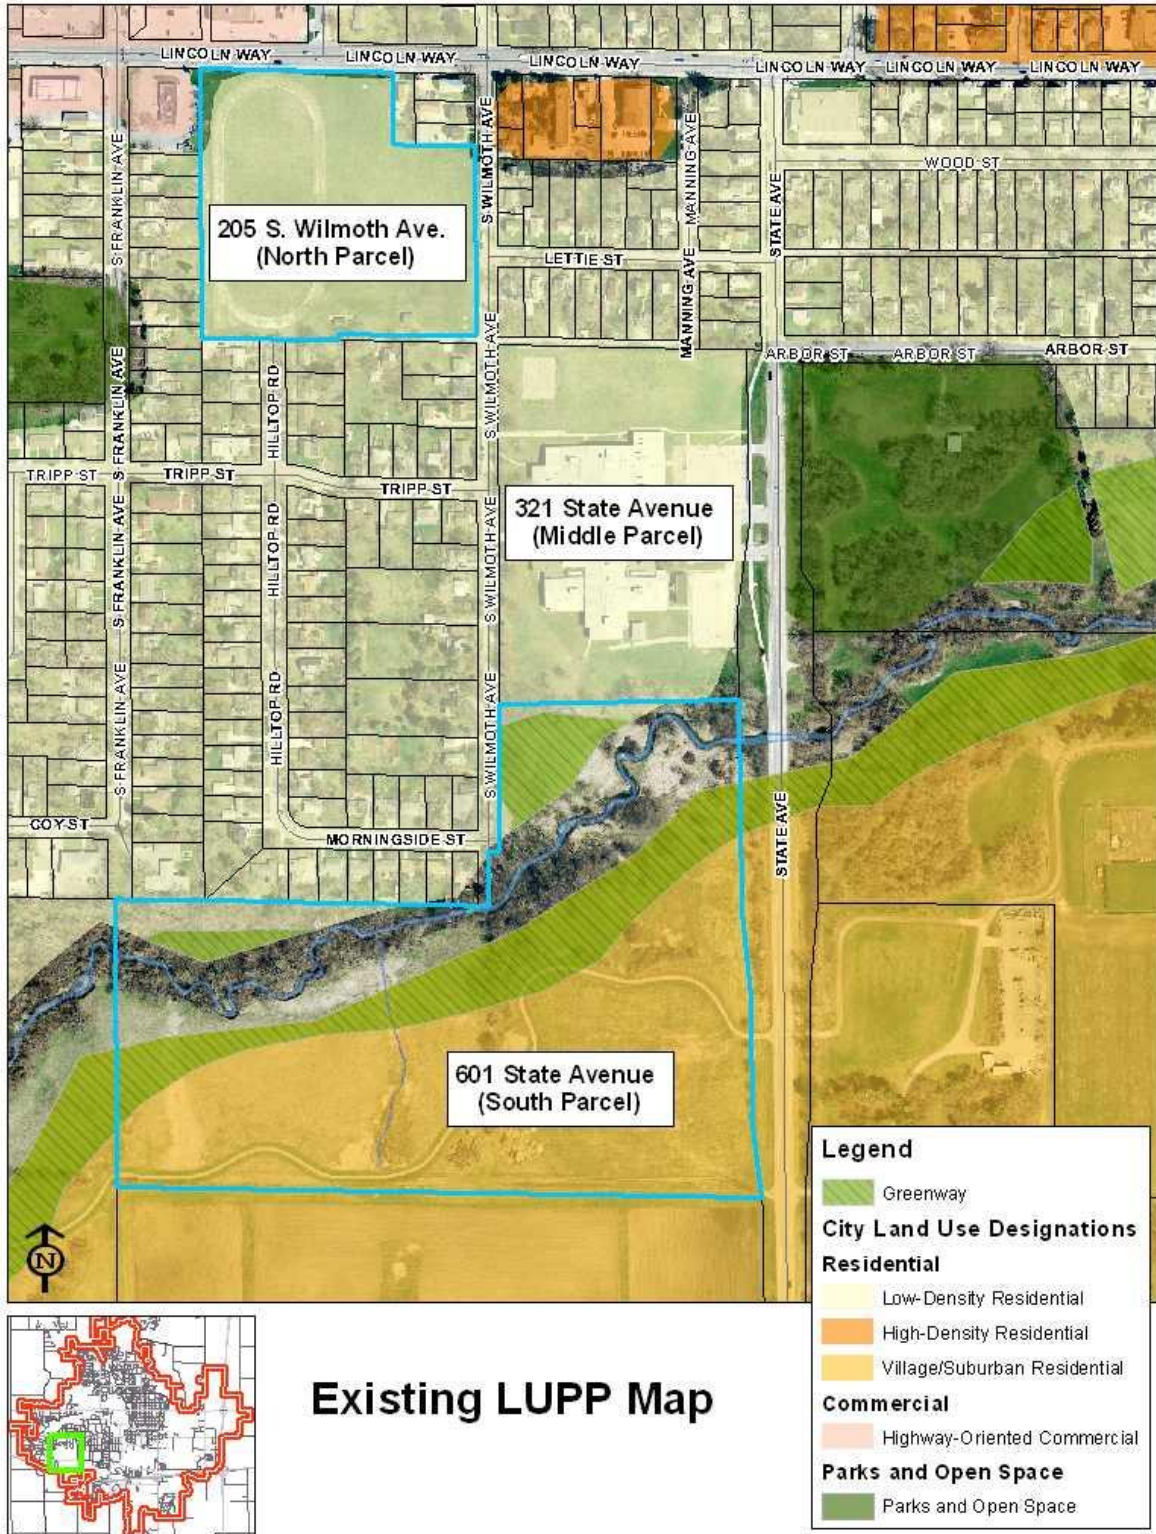 LINCOLN WAY
LINCOLN WAY
LINCOLN WAY
LINCOLN WAY
LINCOLN WAY
LINCOLN WAY
S FRANKLIN AVE
S WILMOTH AVE
MANNING AVE
STATE AVE
WOOD ST
205 S. Wilmoth Ave.
(North Parcel)
LETTIE ST
MANNING AVE
ARBOR ST
ARBOR ST
ARBOR ST
S FRANKLIN AVE
HILLTOP RD
S WILMOTH AVE
TRIPP ST
TRIPP ST
TRIPP ST
321 State Avenue
(Middle Parcel)
S FRANKLIN AVE
HILLTOP RD
S WILMOTH AVE
S FRANKLIN AVE
HILLTOP RD
S WILMOTH AVE
COY ST
MORNINGSIDE ST
STATE AVE
601 State Avenue
(South Parcel)
N
Legend
Greenway
City Land Use Designations
Residential
Low-Density Residential
High-Density Residential
Village/Suburban Residential
Commercial
Highway-Oriented Commercial
Parks and Open Space
Parks and Open Space
Existing LUPP Map